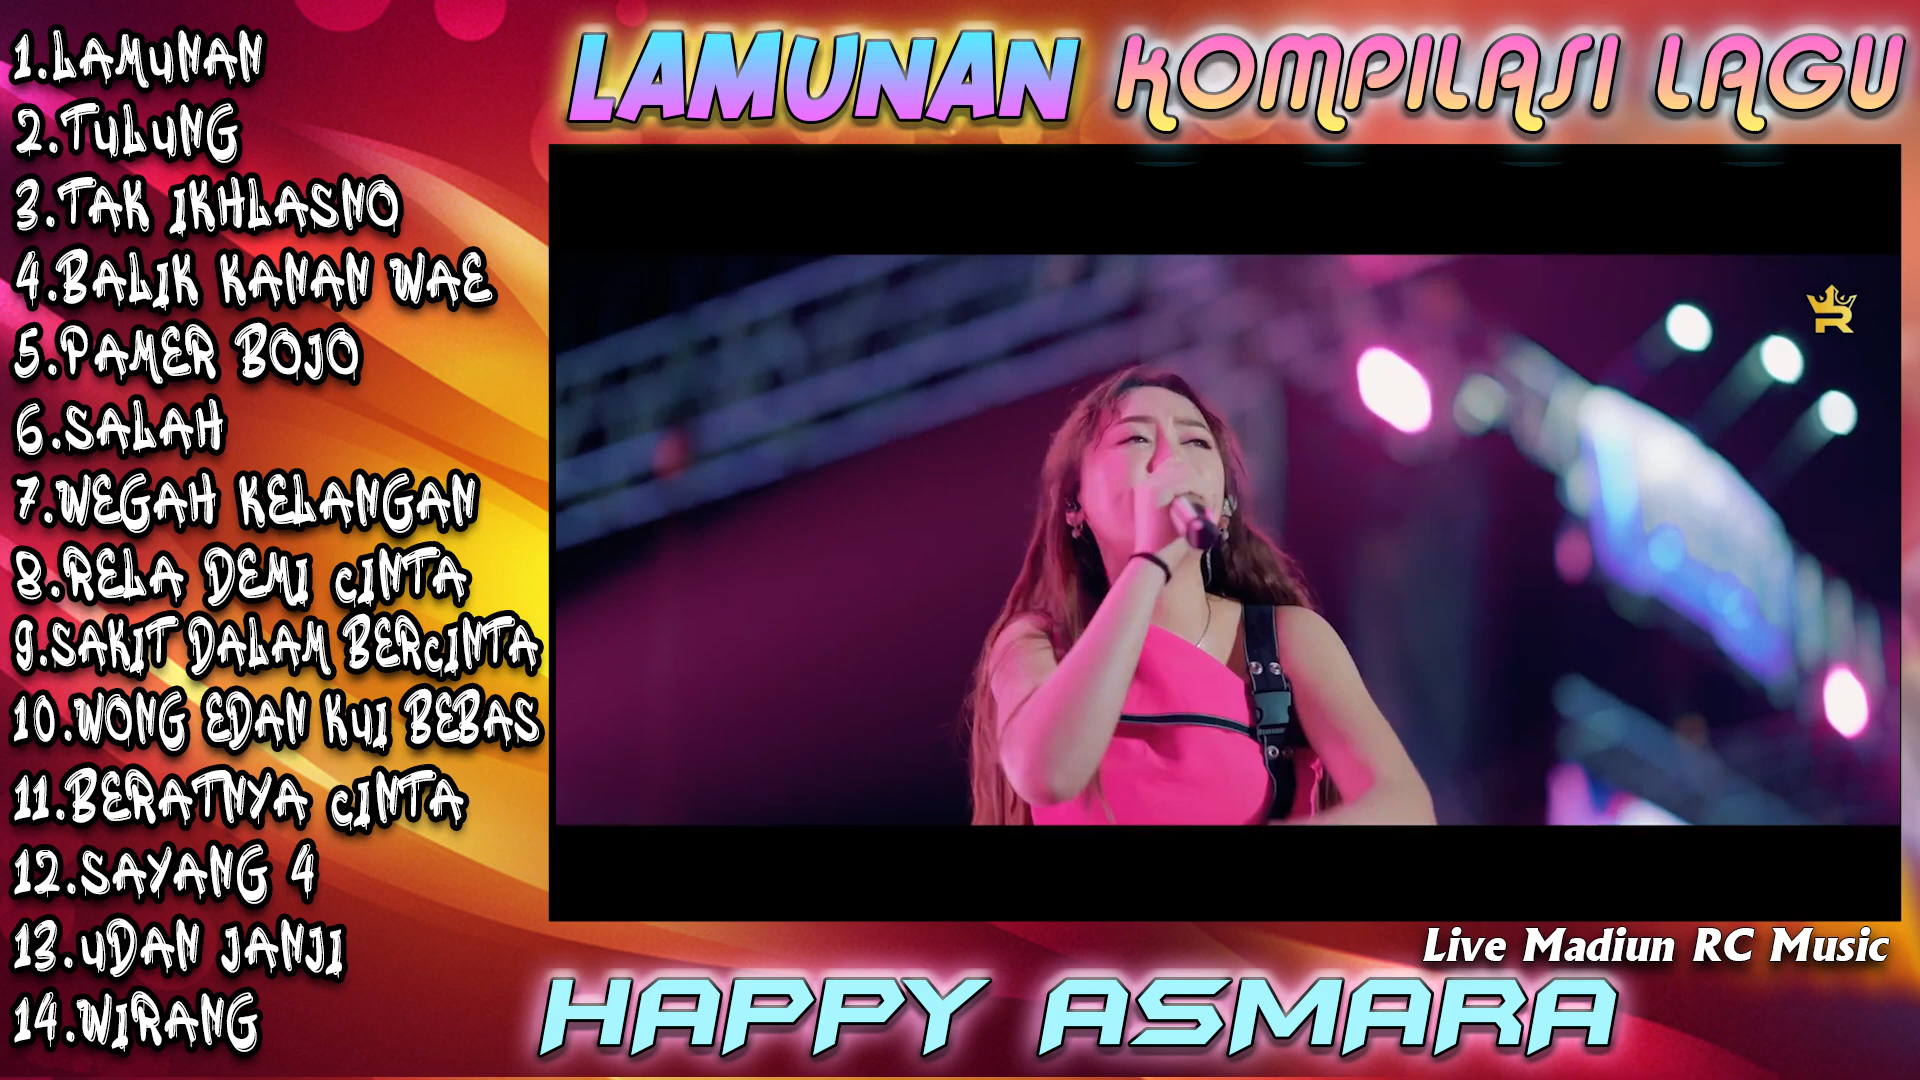 LAMUNAN KOMPILASI LAGU
1.LAMUNAN
2.TULUNG
3.TAK IKHLASNO
4.BALIK KANAN WAE
5.PAMER BOJO
6.SALAH
7.WEGAH KELANGAN
8.RELA DEMI CINTA
9.SAKIT DALAM BERCINTA
10.WONG EDAN KUI BEBAS
11.BERATNYA CINTA
12.SAYANG 4
13.UDAN JANJI
14.WIRANG
R
Live Madiun RC Music
HAPPY ASMARA